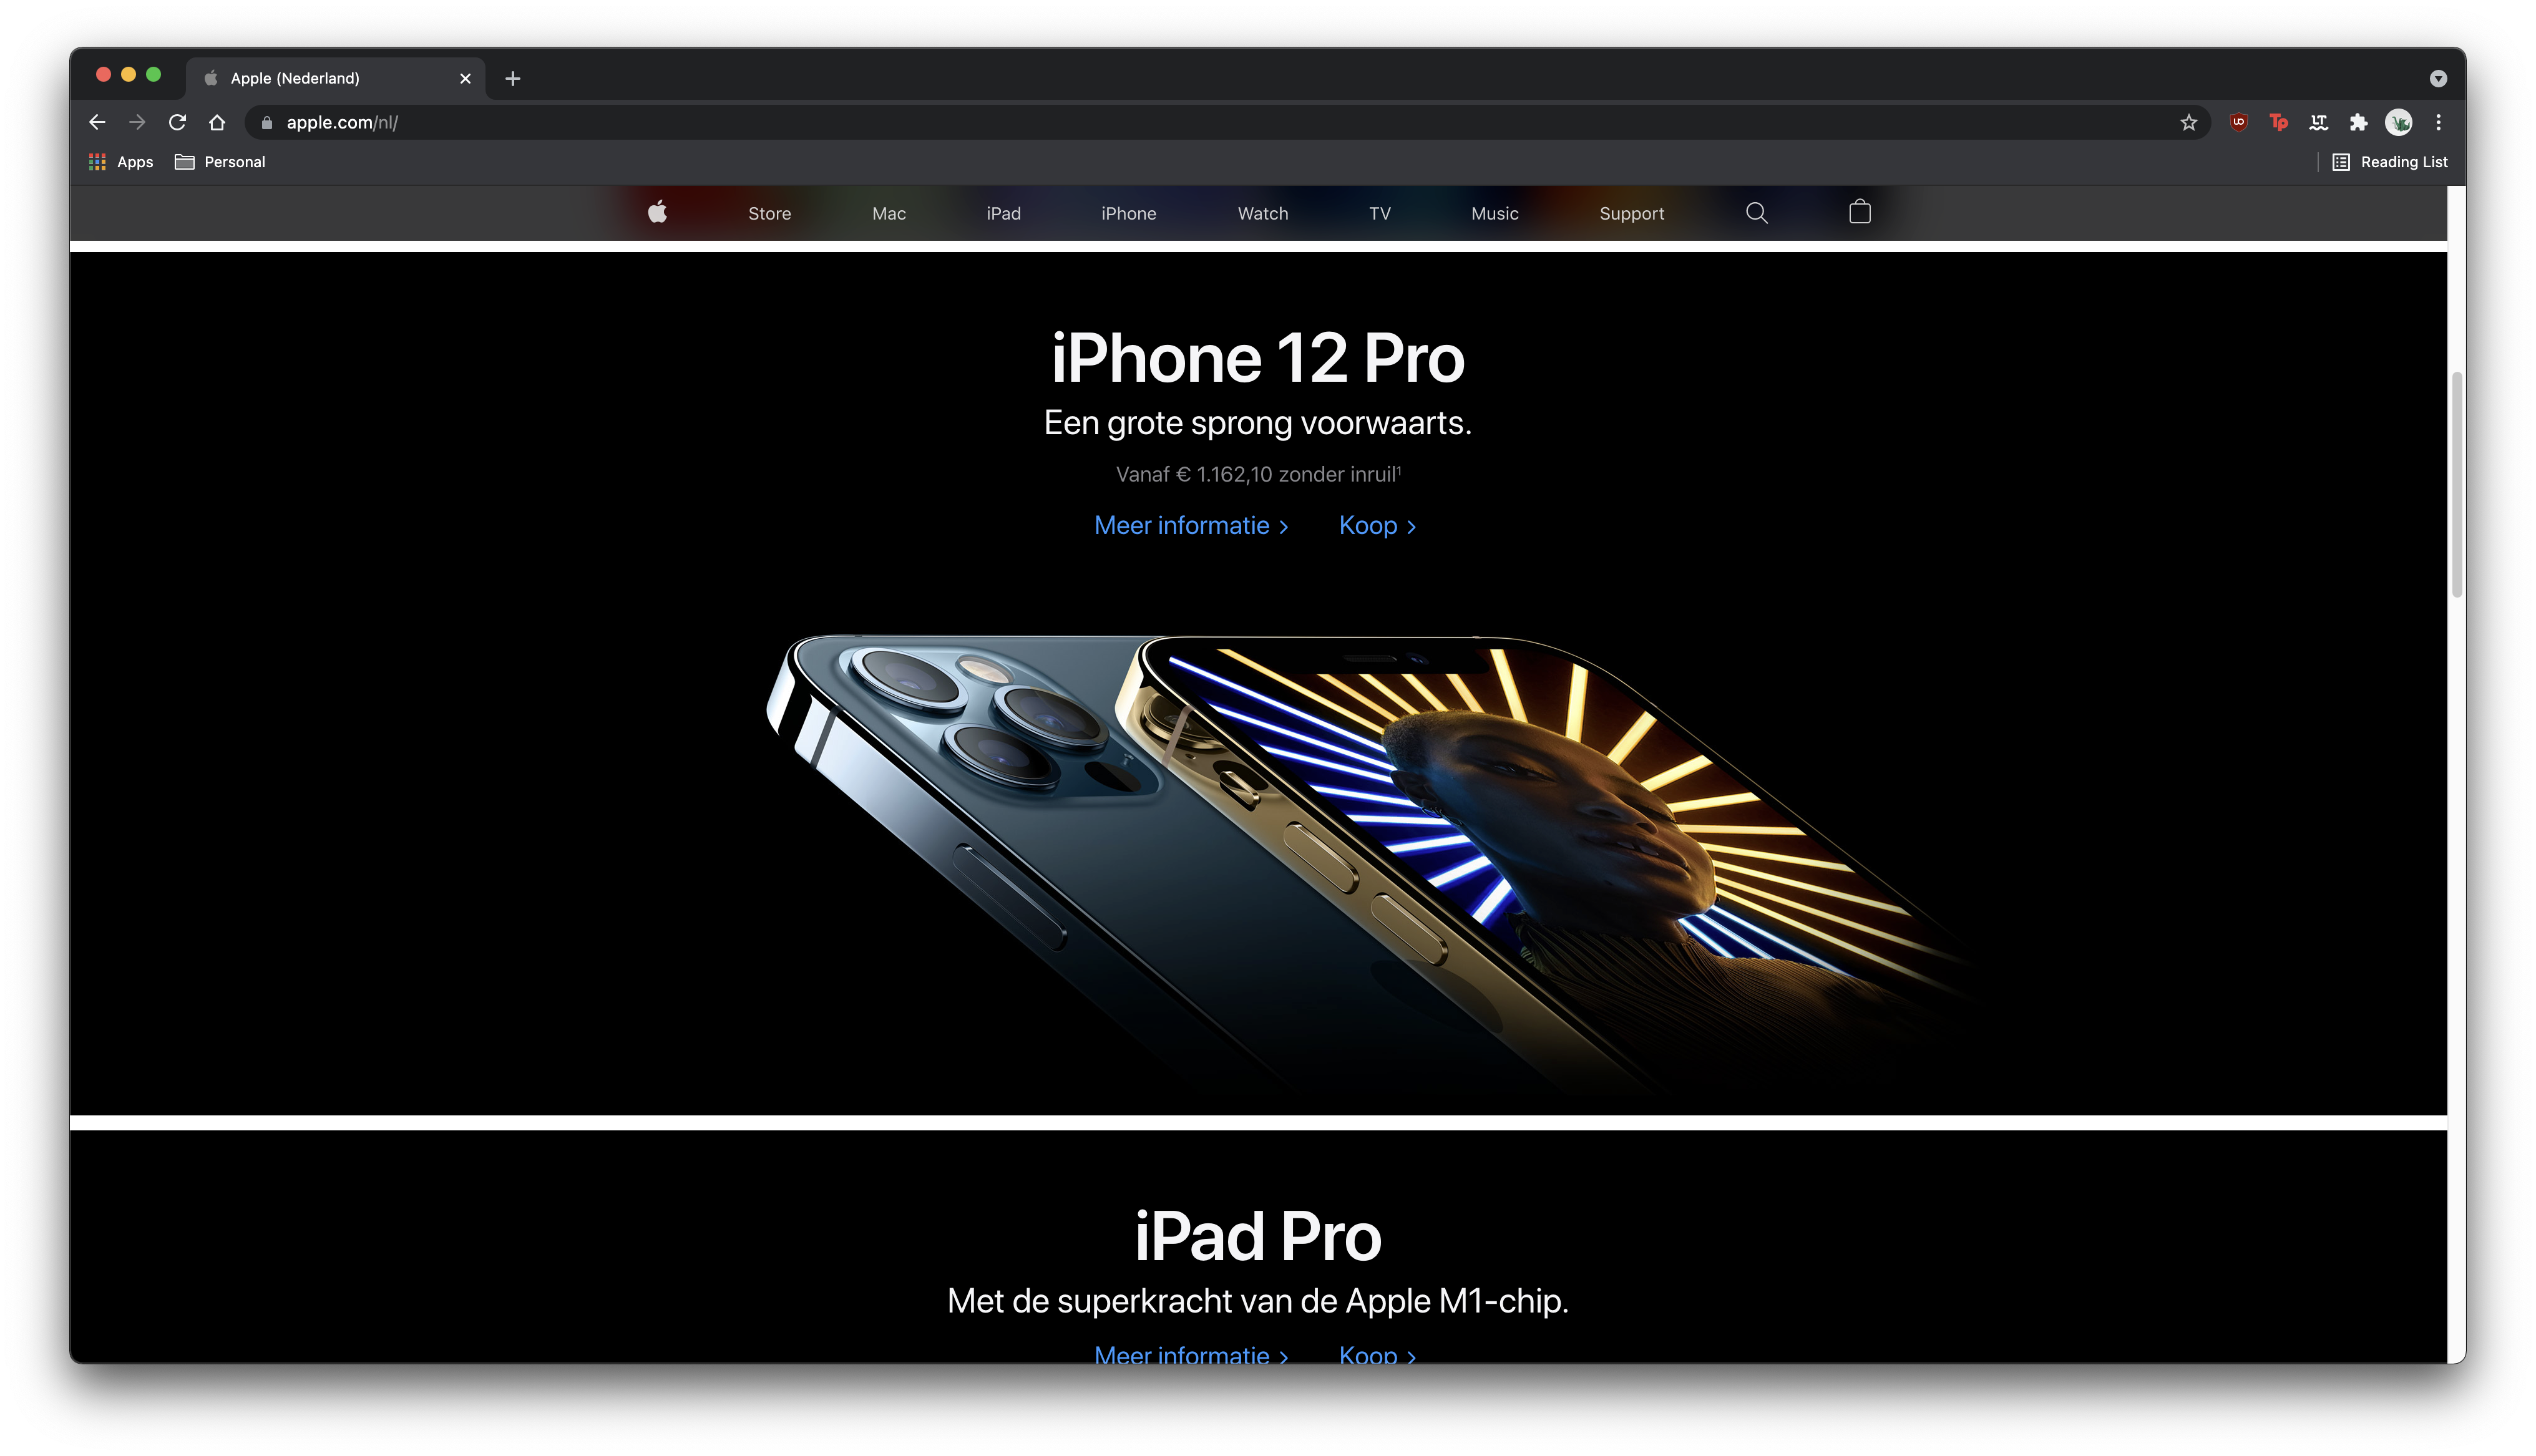 Apple (Nederland)
apple.com/nl/
Apps
Personal
Reading List
Store
Mac
iPad
iPhone
Watch
TV
Music
Support
iPhone 12 Pro
Een grote sprong voorwaarts.
Vanaf € 1.162,10 zonder inruil¹
Meer informatie >
Koop >
iPad Pro
Met de superkracht van de Apple M1-chip.
Meer informatie >
Koop >